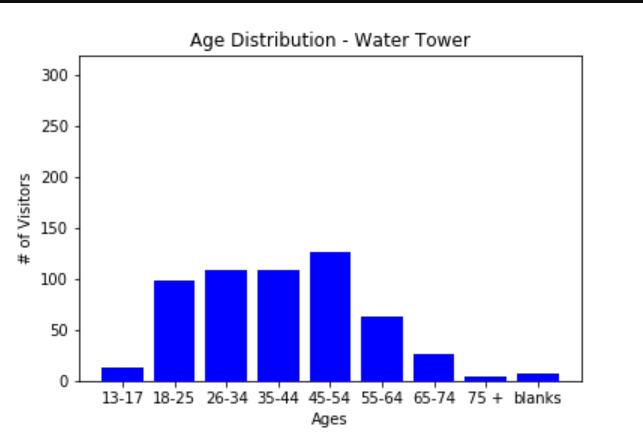 Age Distribution - Water Tower
300
250
200
150
100
50
0
# of Visitors
13-17 18-25 26-34 35-44 45-54 55-64 65-74 75 + blanks
Ages